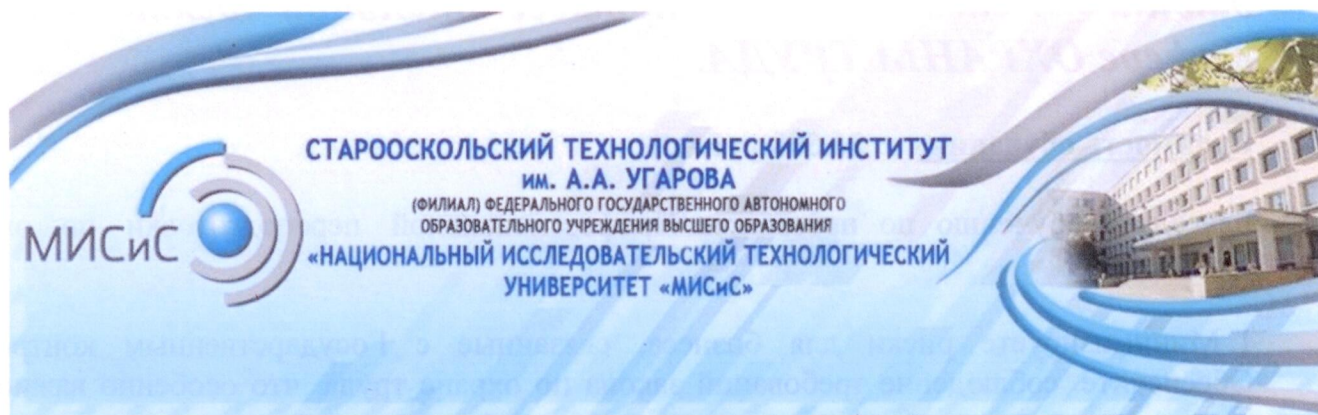 СТАРООСКОЛЬСКИЙ ТЕХНОЛОГИЧЕСКИЙ ИНСТИТУТ
им. А.А. УГАРОВА
(ФИЛИАЛ) ФЕДЕРАЛЬНОГО ГОСУДАРСТВЕННОГО АВТОНОМНОГО
ОБРАЗОВАТЕЛЬНОГО УЧРЕЖДЕНИЯ ВЫСШЕГО ОБРАЗОВАНИЯ
«НАЦИОНАЛЬНЫЙ ИССЛЕДОВАТЕЛЬСКИЙ ТЕХНОЛОГИЧЕСКИЙ
УНИВЕРСИТЕТ «МИСиС»
МИСиС